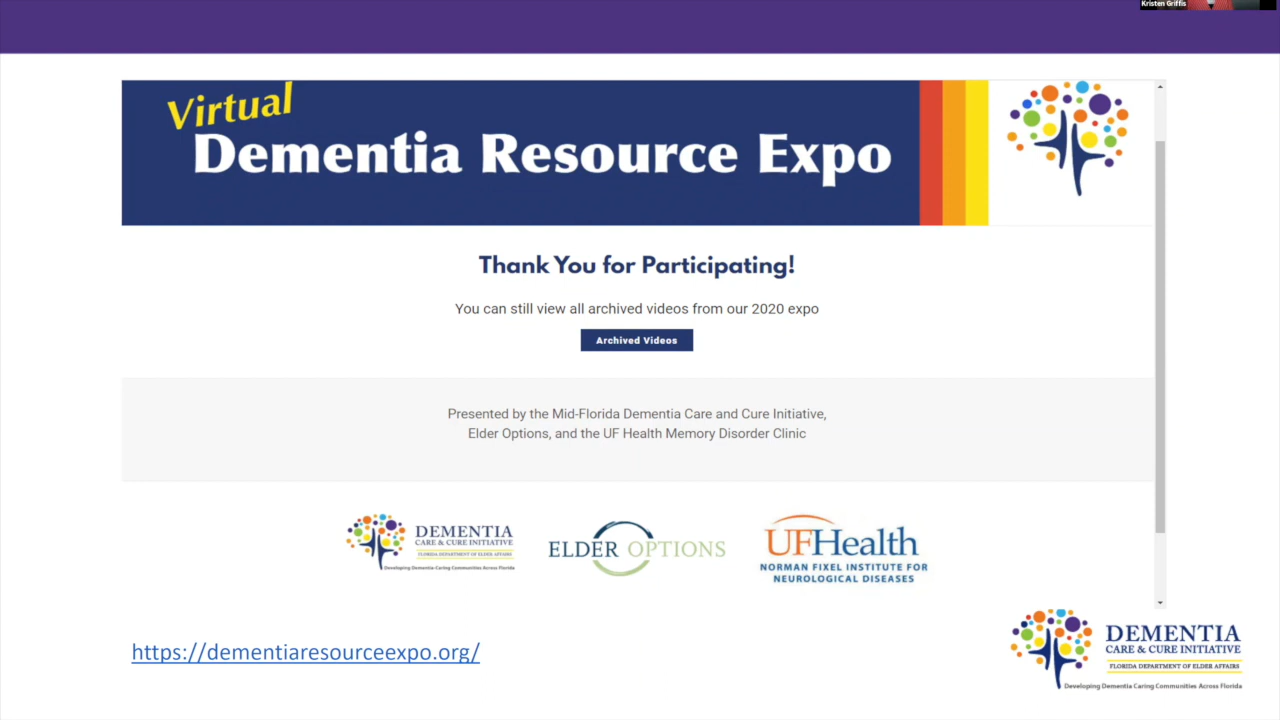 Kristen Griffis
Virtual
Dementia Resource Expo
Thank You for Participating!
You can still view all archived videos from our 2020 expo
Archived Videos
Presented by the Mid-Florida Dementia Care and Cure Initiative,
Elder Options, and the UF Health Memory Disorder Clinic
DEMENTIA
CARE & CURE INITIATIVE
FLORIDA DEPARTMENT OF ELDER AFFAIRS
Developing Dementia-Caring Communities Across Florida
ELDER OPTIONS
UFHealth
NORMAN FIXEL INSTITUTE FOR
NEUROLOGICAL DISEASES
https://dementiaresourceexpo.org/
DEMENTIA
CARE & CURE INITIATIVE
FLORIDA DEPARTMENT OF ELDER AFFAIRS
Developing Dementia Caring Communities Across Florida